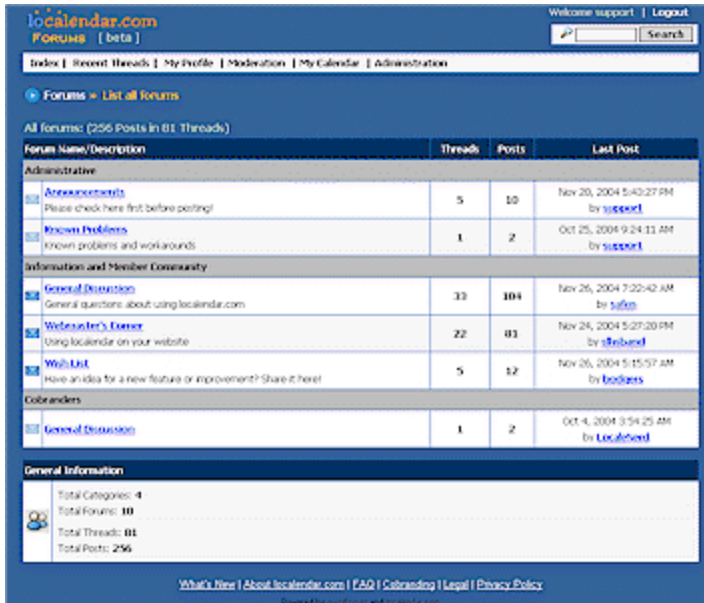 localendar.com
FORUMS [ beta ]
Welcome support | Logout
Search
Index | Recent Threads | My Profile | Moderation | My Calendar | Administration
Forums » List all forums
All forums: (256 Posts in 81 Threads)
Forum Name/Description Threads Posts Last Post
Administrative
Announcements 5 10 Nov 20, 2004 5:43:27 PM
Please check here first before posting! by support
Known Problems 1 2 Oct 25, 2004 9:24:11 AM
Known problems and workarounds by support
Information and Member Community
General Discussion 33 104 Nov 26, 2004 7:22:42 AM
General questions about using localendar.com by
Webmaster's Corner 22 81 Nov 24, 2004 5:27:20 PM
Using localendar on your website by
Wish List 5 12 Nov 26, 2004 5:15:57 AM
Have an idea for a new feature or improvement? Share it here! by bodgers
Cobranders
General Discussion 1 2 Oct 4, 2004 3:54:25 AM
by LocaleNerd
General Information
Total Categories: 4
Total Forums: 10
Total Threads: 81
Total Posts: 256
What's New | About localendar.com | FAQ | Cobranding | Legal | Privacy Policy